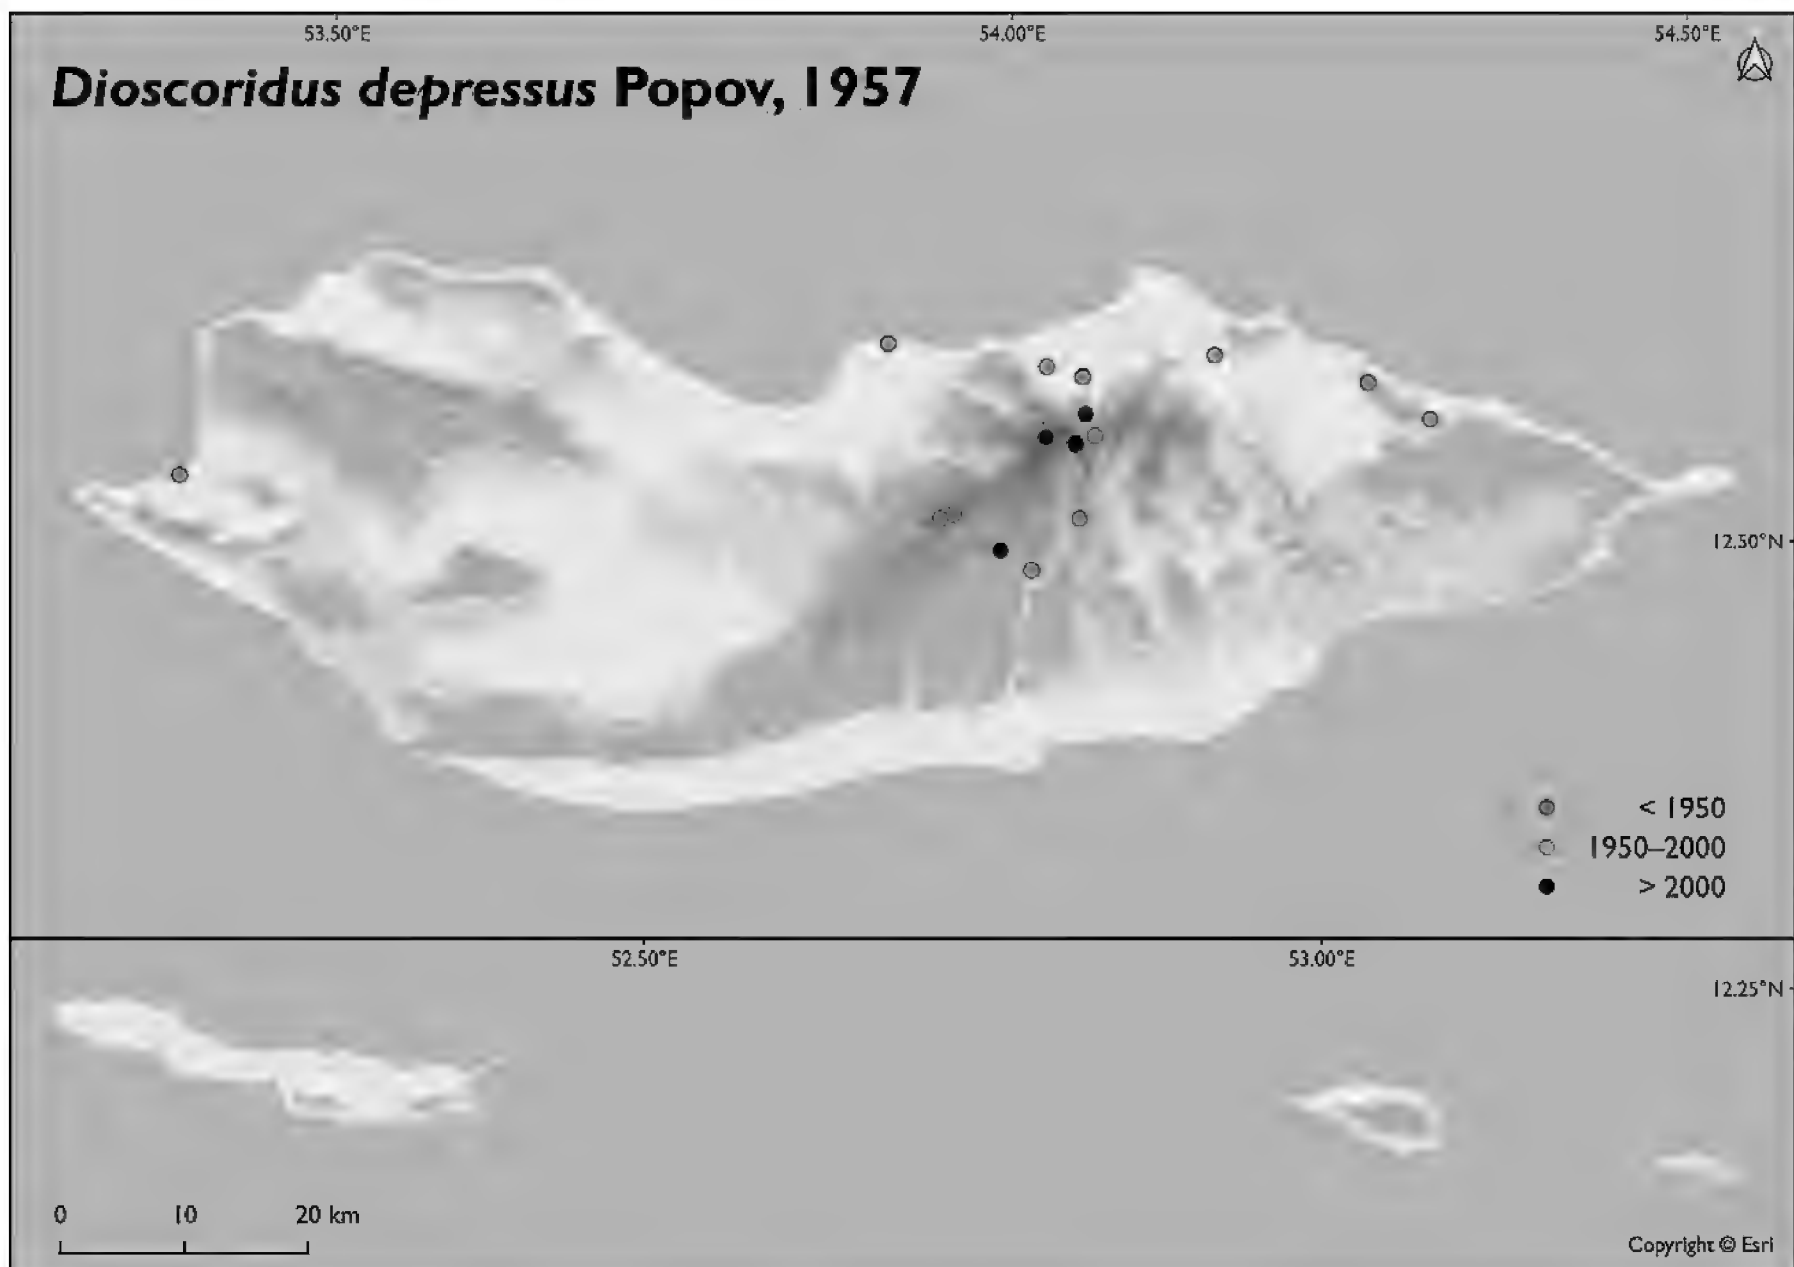 53.50°E 54.00°E 54.50°E
Dioscoridus depressus Popov, 1957
12.50°N
< 1950
1950–2000
> 2000
52.50°E 53.00°E
12.25°N
0 10 20 km
Copyright © Esri